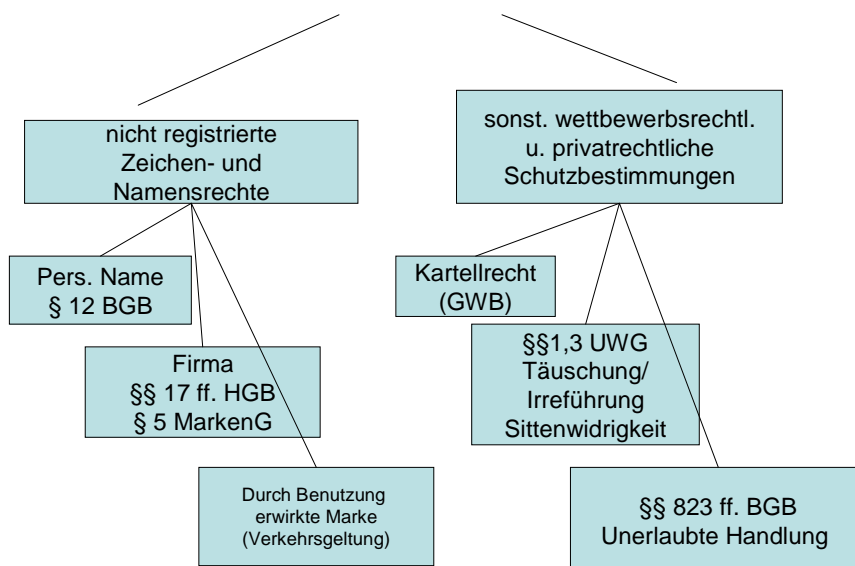 nicht registrierte
Zeichen- und
Namensrechte
sonst. wettbewerbsrechtl.
u. privatrechtliche
Schutzbestimmungen
Pers. Name
§ 12 BGB
Firma
§§ 17 ff. HGB
§ 5 MarkenG
Durch Benutzung
erwirkte Marke
(Verkehrsgeltung)
Kartellrecht
(GWB)
§§1,3 UWG
Täuschung/
Irreführung
Sittenwidrigkeit
§§ 823 ff. BGB
Unerlaubte Handlung